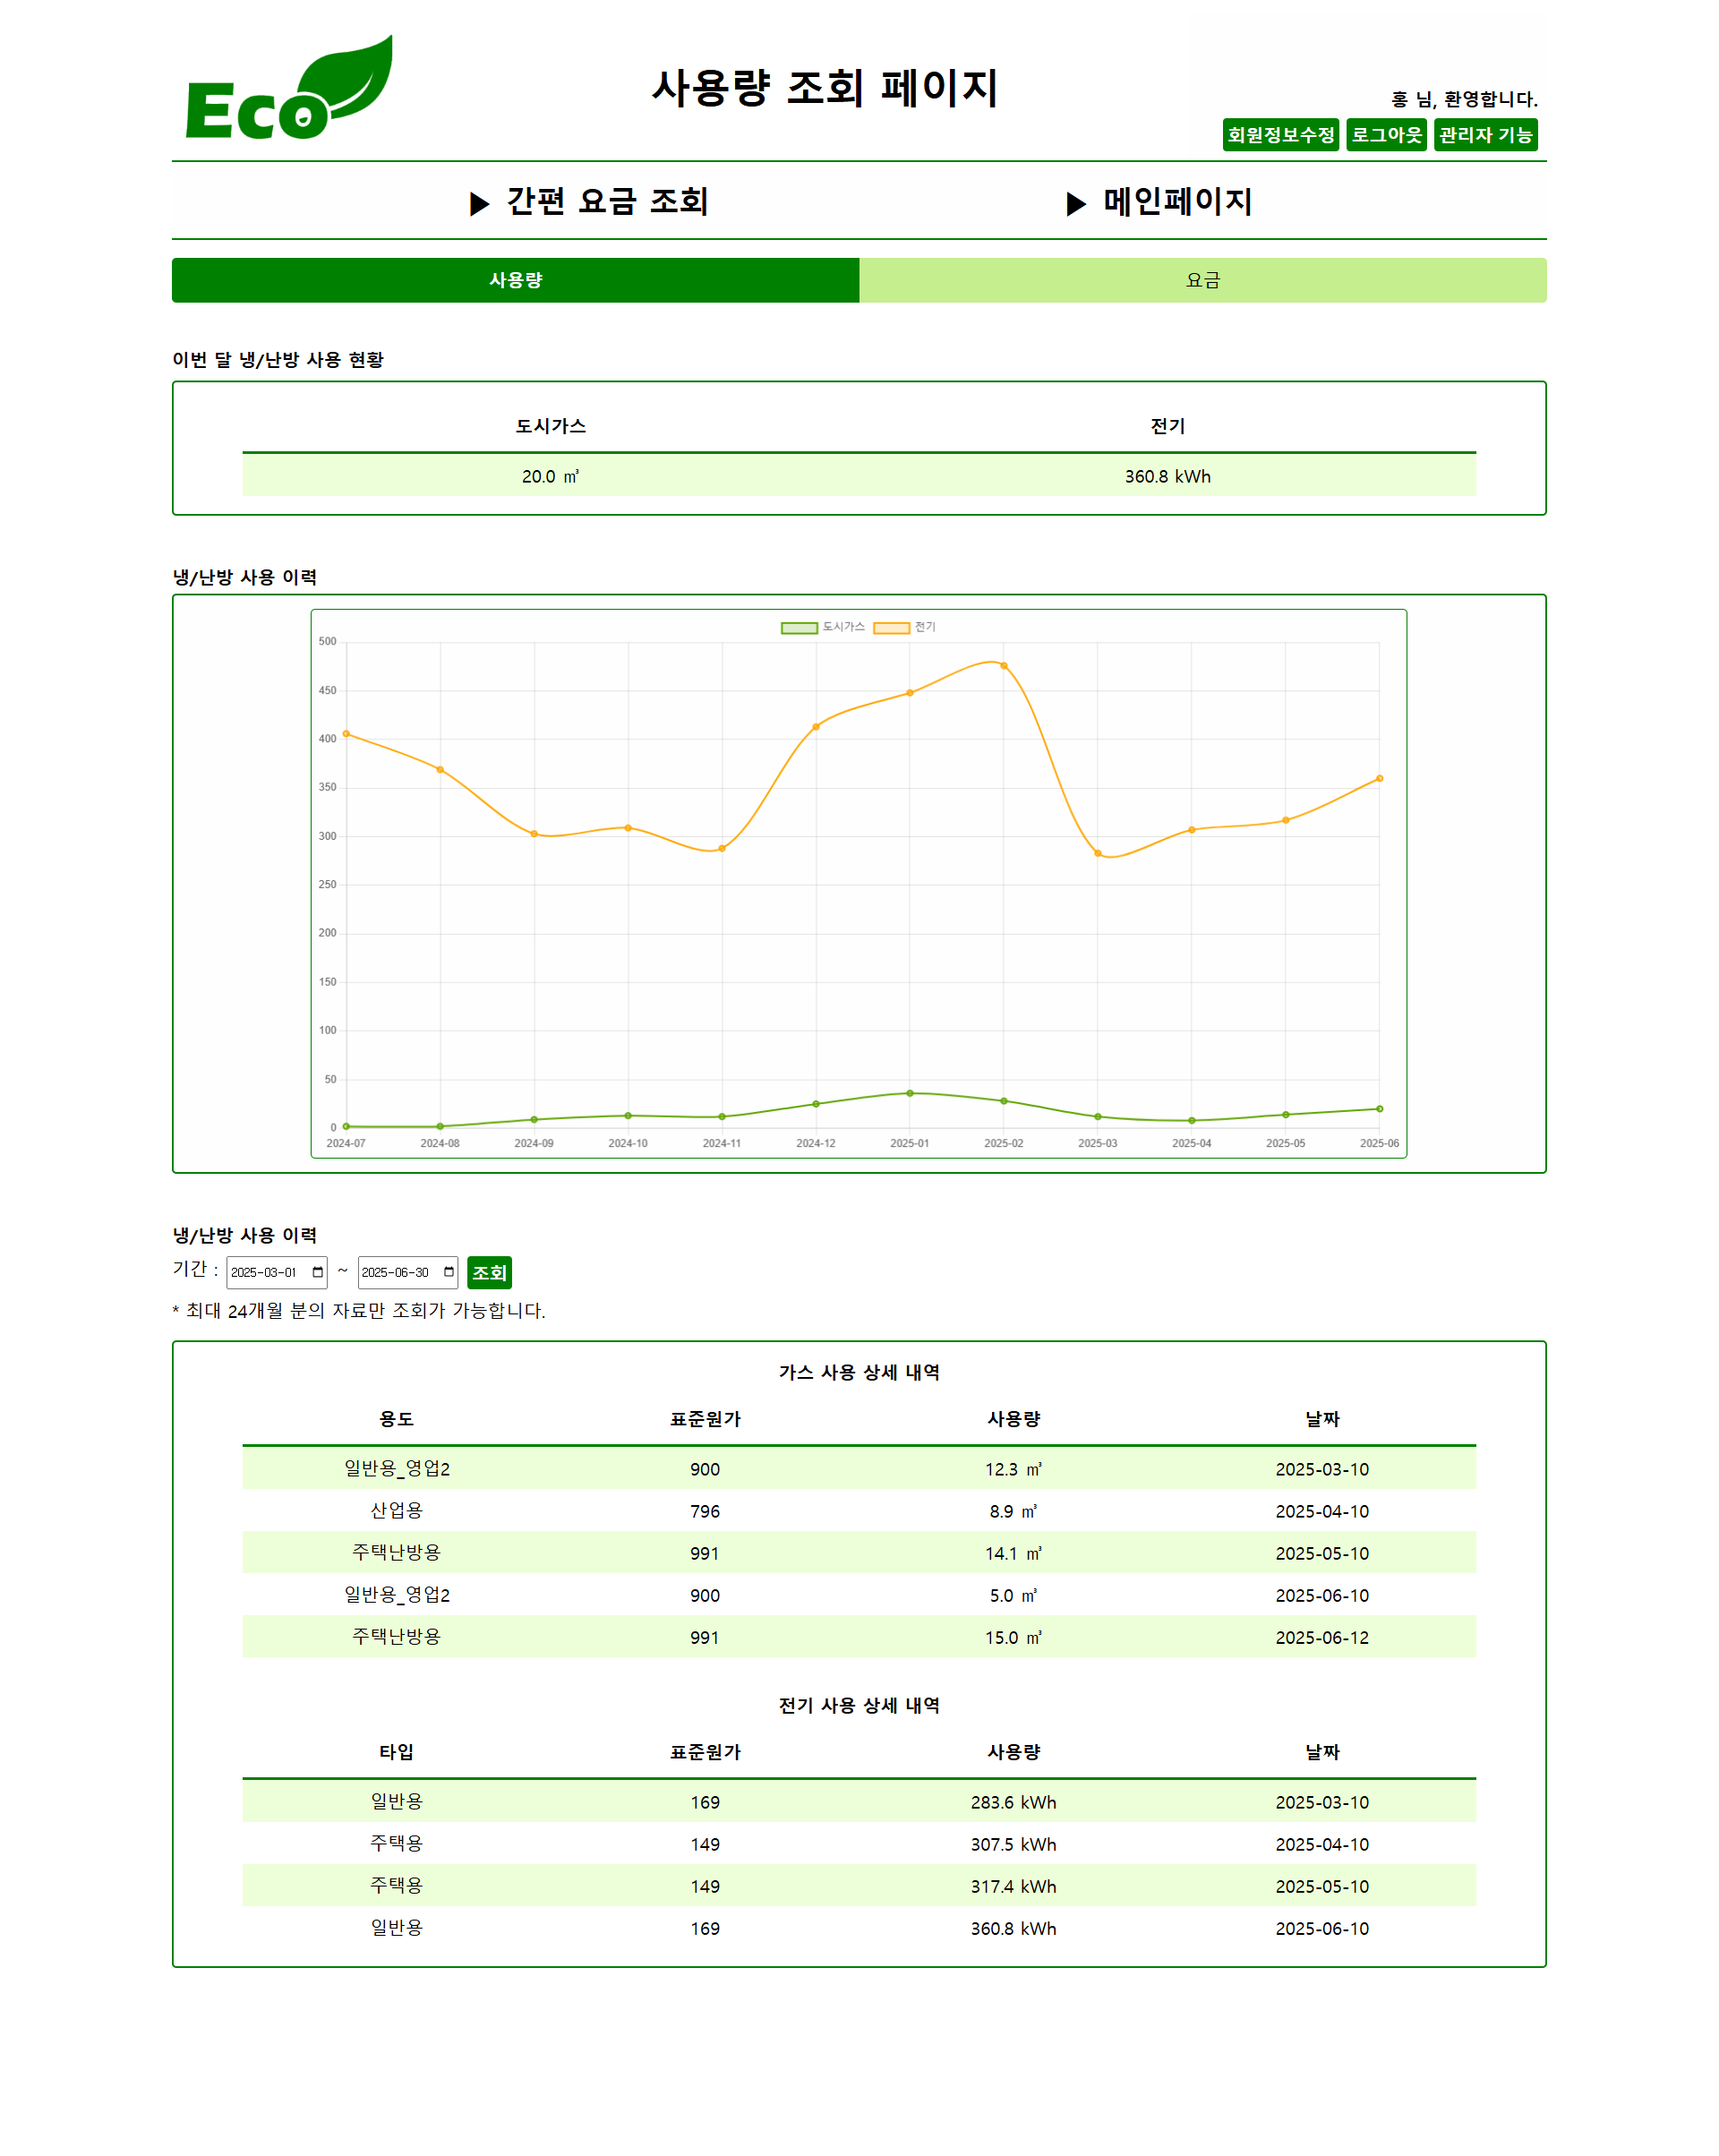 Eco
사용량 조회 페이지
홍 님, 환영합니다.
회원정보수정 로그아웃 관리자 기능
▶ 간편 요금 조회 ▶ 메인페이지
사용량 요금
이번 달 냉/난방 사용 현황
도시가스 전기
20.0 ㎥ 360.8 kWh
냉/난방 사용 이력
도시가스 전기
500
450
400
350
300
250
200
150
100
50
0
2024-07 2024-08 2024-09 2024-10 2024-11 2024-12 2025-01 2025-02 2025-03 2025-04 2025-05 2025-06
냉/난방 사용 이력
기간 : 2025-03-01 ~ 2025-06-30 조회
* 최대 24개월 분의 자료만 조회가 가능합니다.
가스 사용 상세 내역
용도 표준원가 사용량 날짜
일반용_영업2 900 12.3 ㎥ 2025-03-10
산업용 796 8.9 ㎥ 2025-04-10
주택난방용 991 14.1 ㎥ 2025-05-10
일반용_영업2 900 5.0 ㎥ 2025-06-10
주택난방용 991 15.0 ㎥ 2025-06-12
전기 사용 상세 내역
타입 표준원가 사용량 날짜
일반용 169 283.6 kWh 2025-03-10
주택용 149 307.5 kWh 2025-04-10
주택용 149 317.4 kWh 2025-05-10
일반용 169 360.8 kWh 2025-06-10